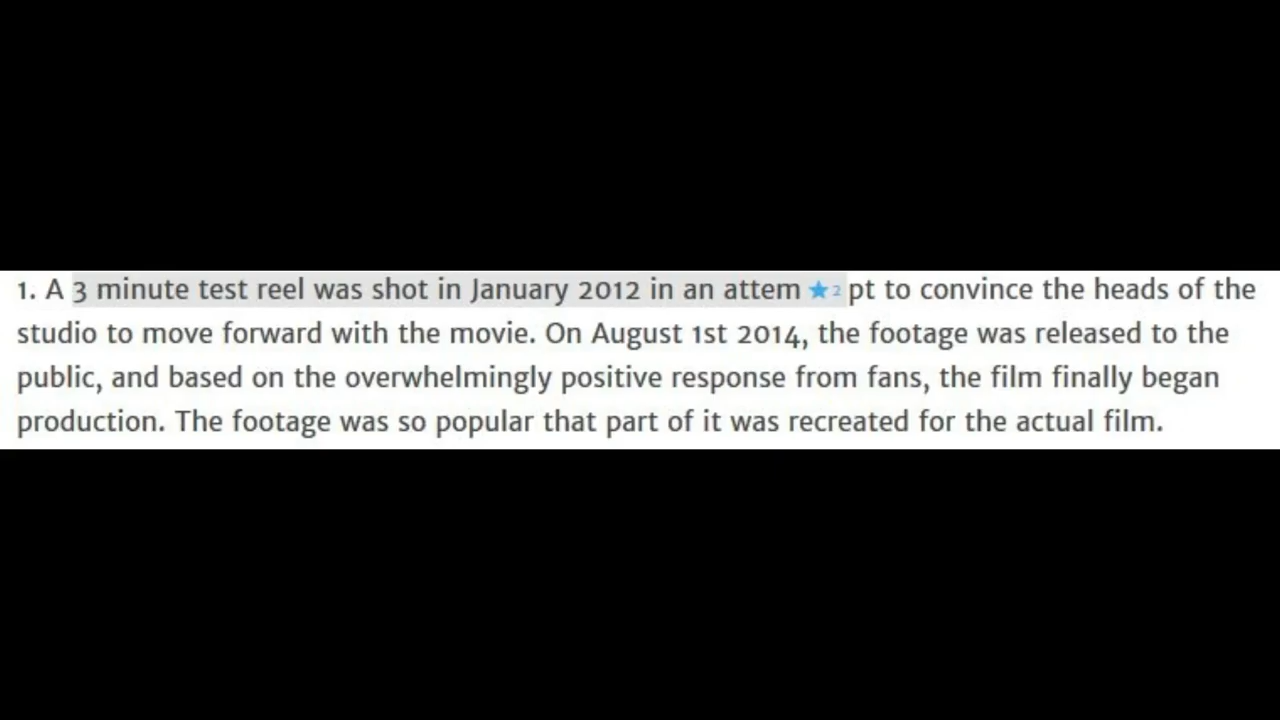 1. A 3 minute test reel was shot in January 2012 in an attem ★2 pt to convince the heads of the
studio to move forward with the movie. On August 1st 2014, the footage was released to the
public, and based on the overwhelmingly positive response from fans, the film finally began
production. The footage was so popular that part of it was recreated for the actual film.